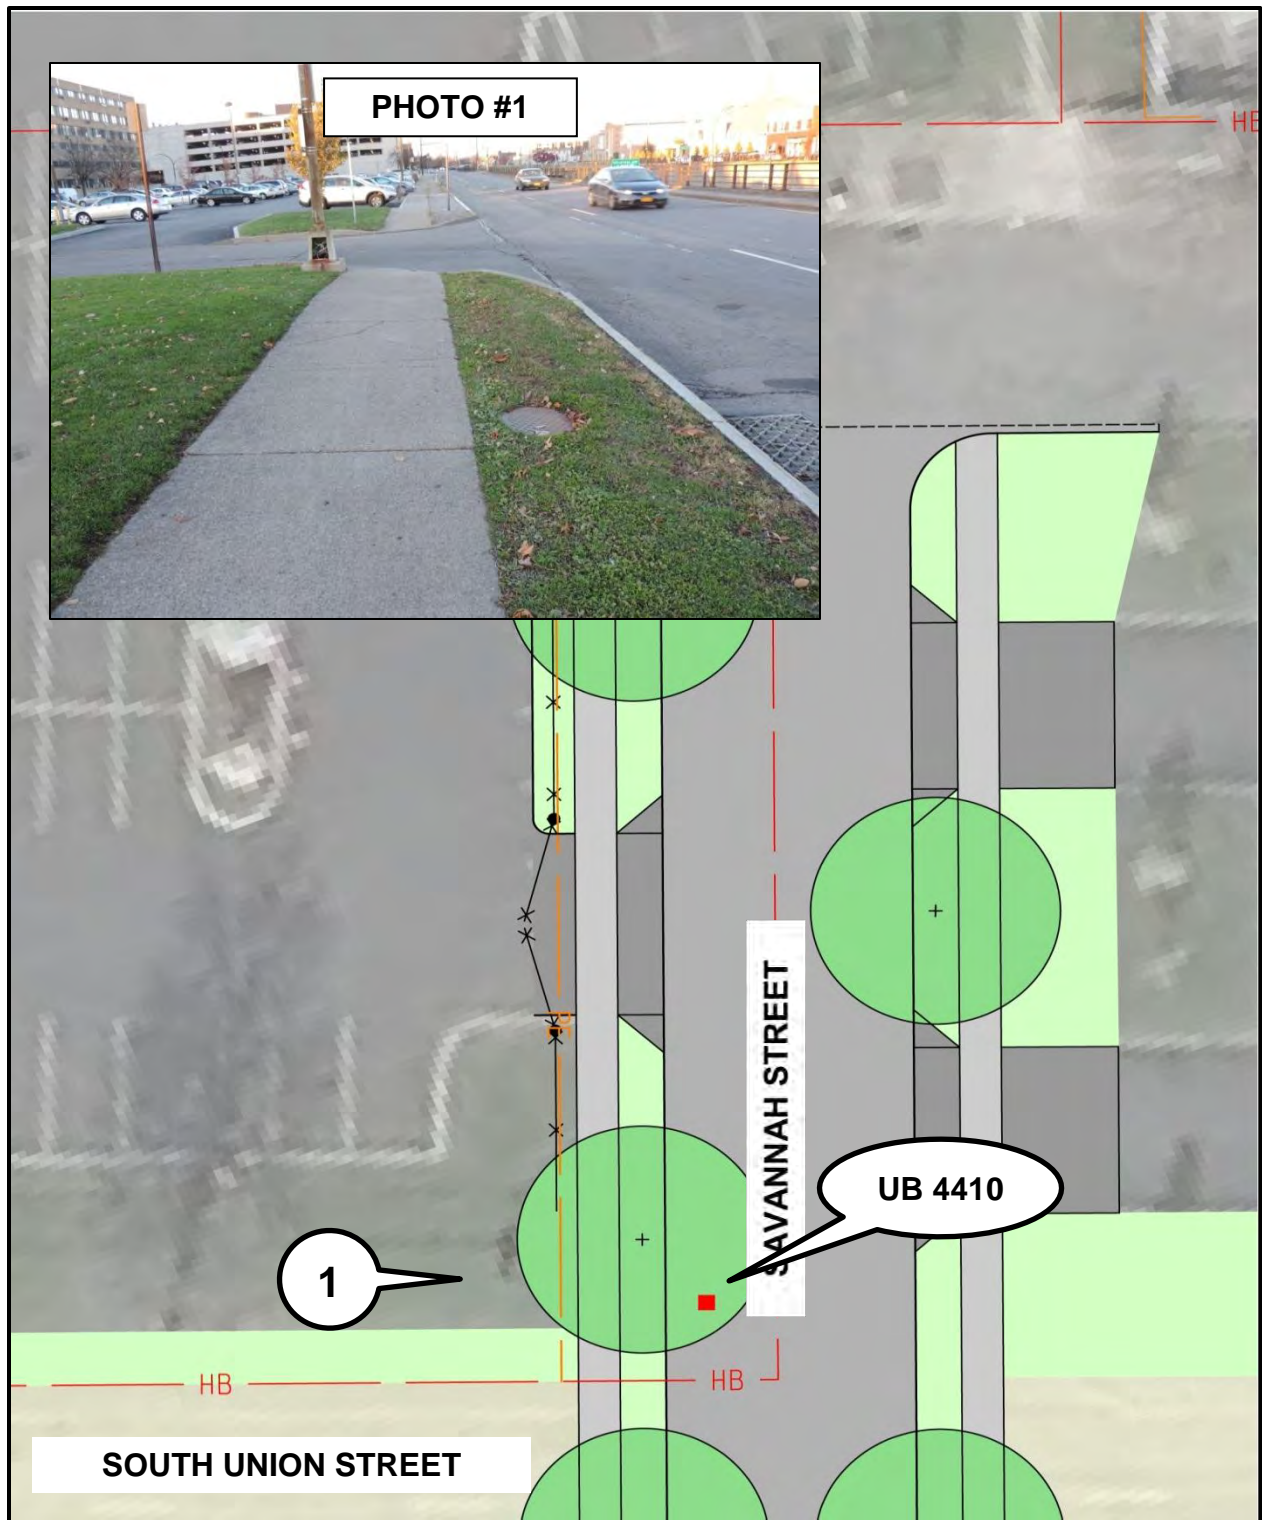 PHOTO #1
HB
SAVANNAH STREET
UB 4410
1
HB
HB
SOUTH UNION STREET